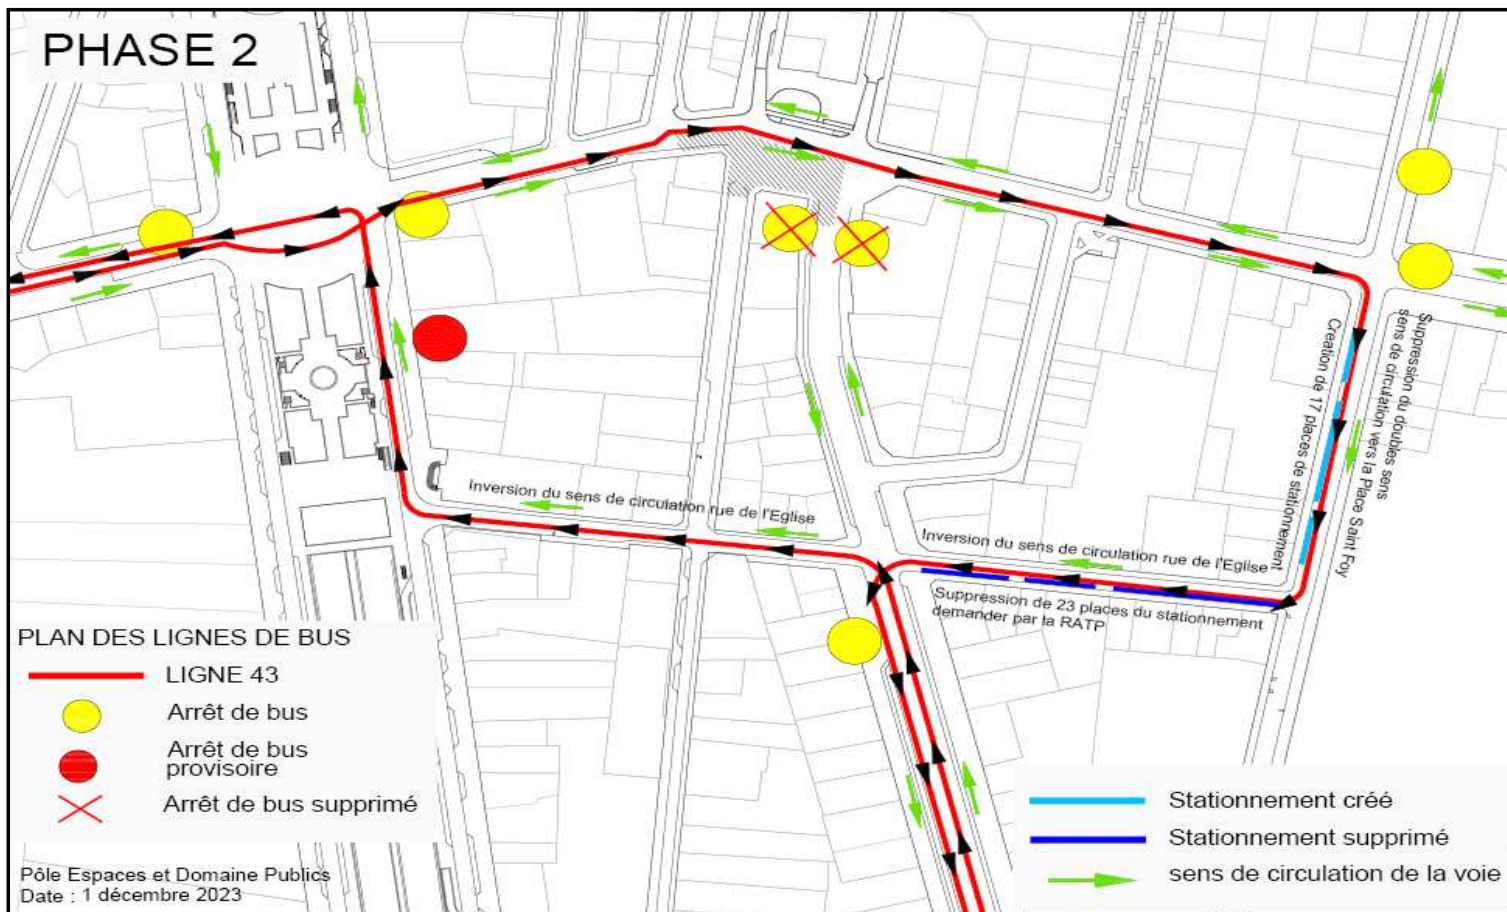 PHASE 2
Creation de 17 places de stationnement
Suppression du doubles sens
sens de circulation vers la Place Saint Foy
Inversion du sens de circulation rue de l'Eglise
Inversion du sens de circulation rue de l'Eglise
Suppression de 23 places du stationnement
demander par la RATP
PLAN DES LIGNES DE BUS
LIGNE 43
Arrêt de bus
Arrêt de bus
provisoire
Arrêt de bus supprimé
Pôle Espaces et Domaine Publics
Date : 1 décembre 2023
Stationnement créé
Stationnement supprimé
sens de circulation de la voie